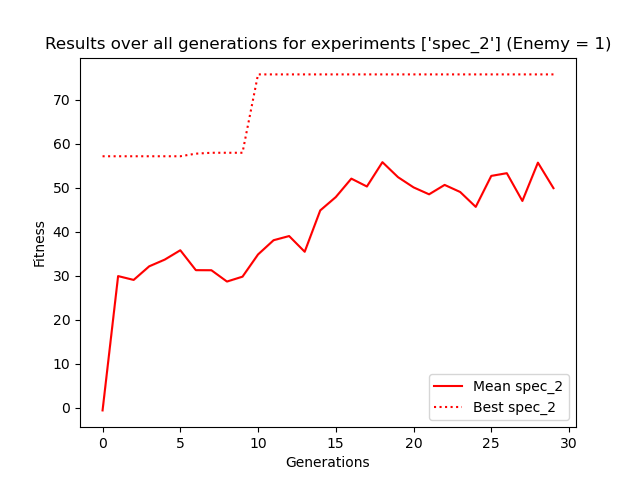 Results over all generations for experiments ['spec_2'] (Enemy = 1)
70
60
50
40
30
20
10
0
Fitness
Mean spec_2
Best spec_2
0 5 10 15 20 25 30
Generations